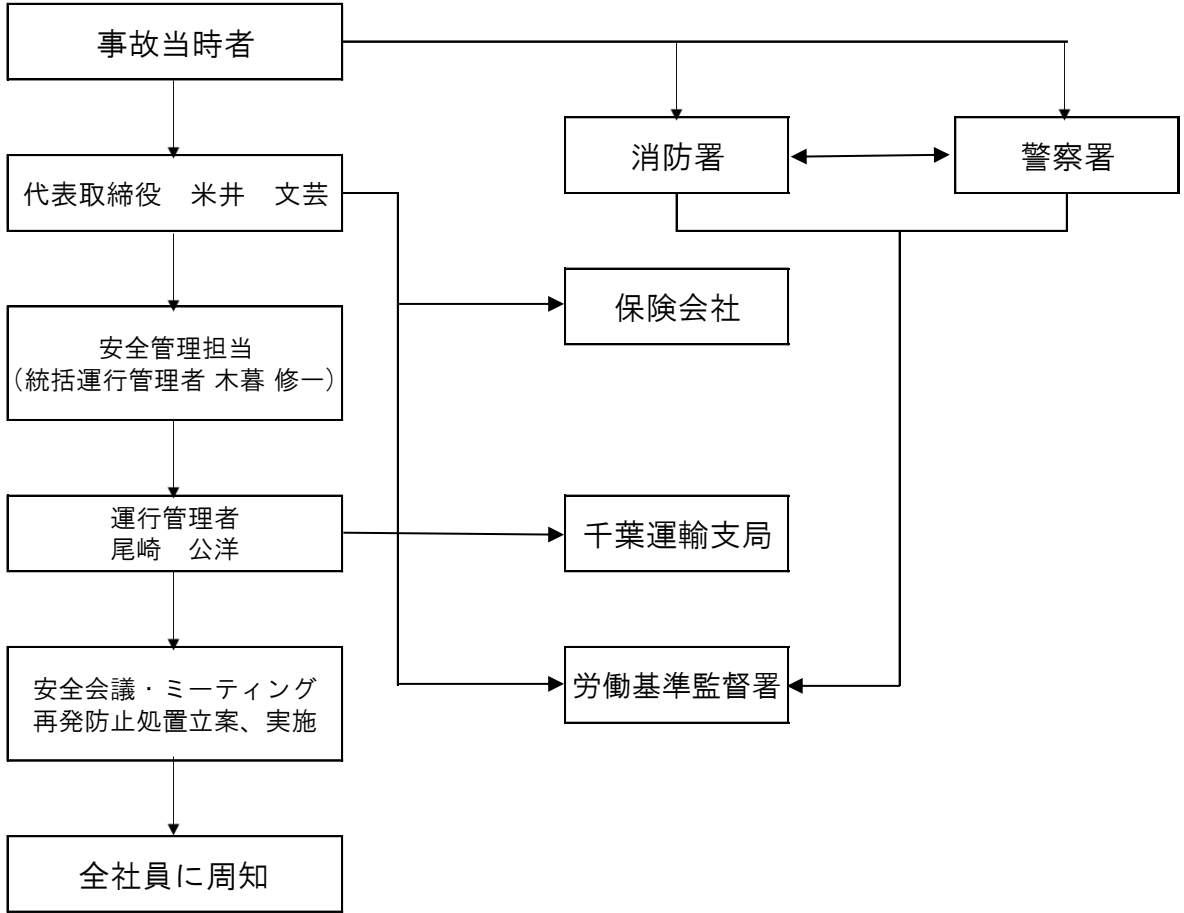 事故当時者
消防署
警察署
代表取締役　米井　文芸
保険会社
安全管理担当
（統括運行管理者 木暮 修一）
運行管理者
尾崎　公洋
千葉運輸支局
安全会議・ミーティング
再発防止処置立案、実施
労働基準監督署
全社員に周知